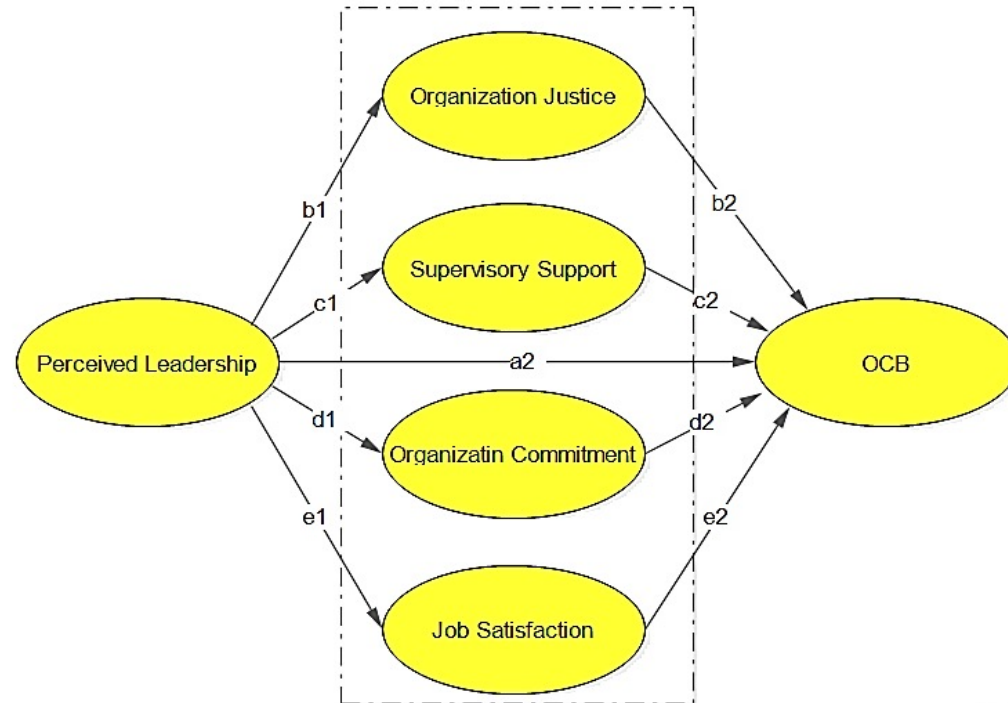 Organization Justice
b1
b2
Supervisory Support
c1
c2
Perceived Leadership
a2
OCB
d1
d2
Organizatin Commitment
e1
e2
Job Satisfaction